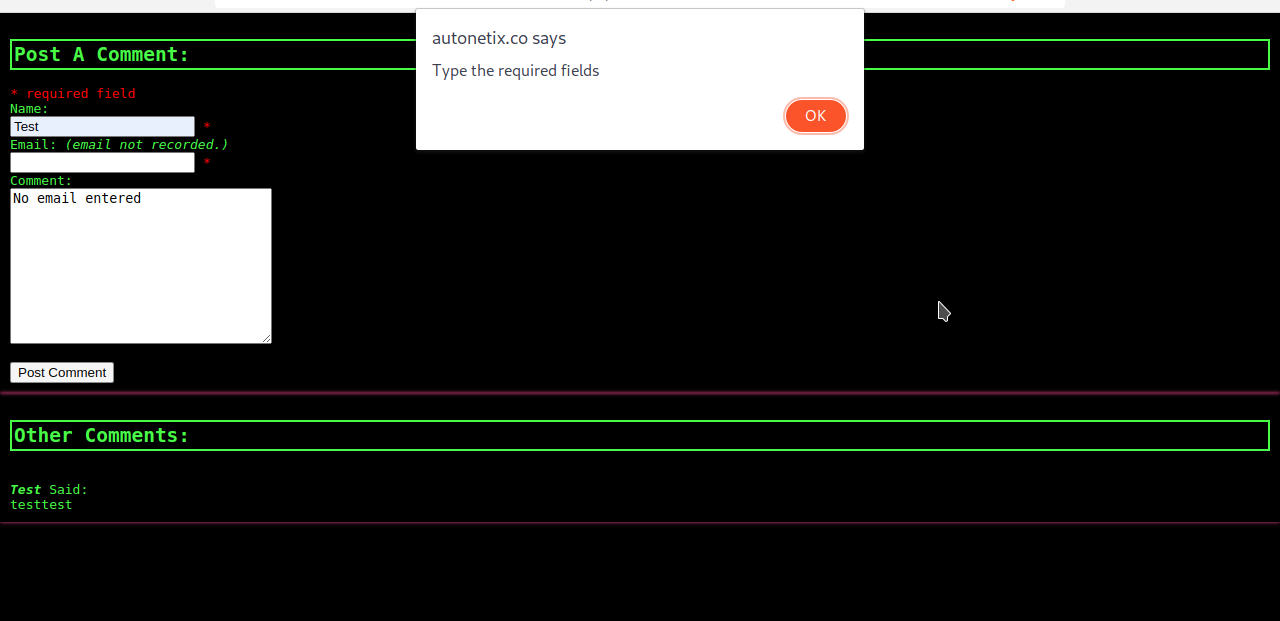 autonetix.co says
Type the required fields
OK
Post A Comment:
* required field
Name:
Test *
Email: (email not recorded.)
*
Comment:
No email entered
Post Comment
Other Comments:
Test Said:
testtest